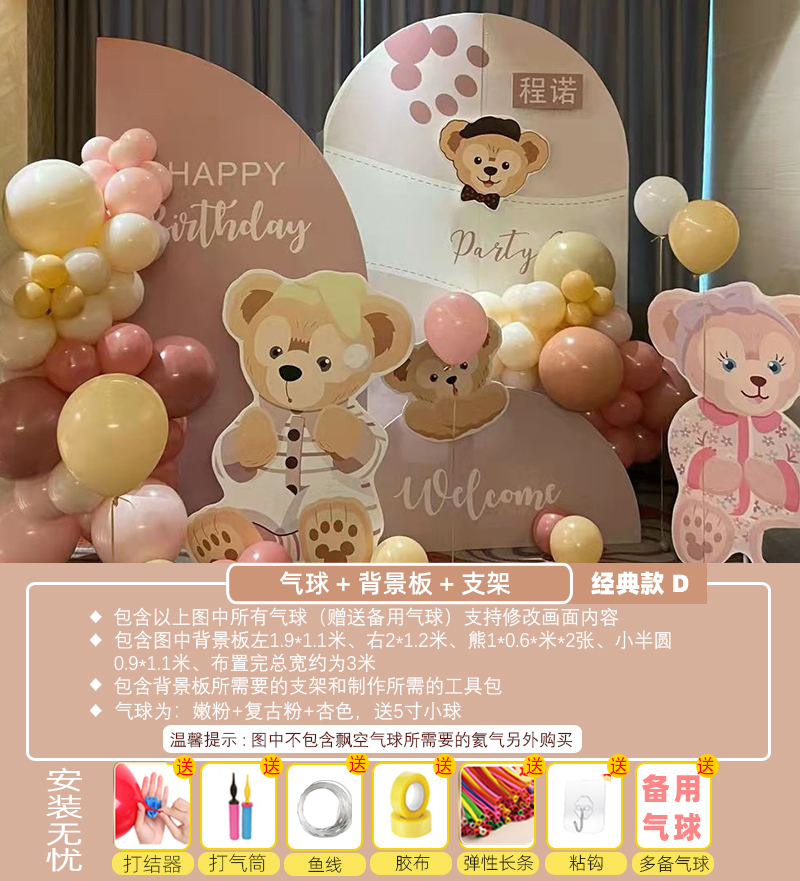 程诺
HAPPY
Birthday
Party
Welcome
气球 + 背景板 + 支架
经典款 D
包含以上图中所有气球（赠送备用气球）支持修改画面内容
包含图中背景板左1.9*1.1米、右2*1.2米、熊1*0.6*米*2张、小半圆
0.9*1.1米、布置完总宽约为3米
包含背景板所需要的支架和制作所需的工具包
气球为：嫩粉+复古粉+杏色，送5寸小球
温馨提示 : 图中不包含飘空气球所需要的氦气另外购买
安装无忧
送
送
送
送
送
送
送
备用
气球
打结器
打气筒
鱼线
胶布
弹性长条
粘钩
多备气球